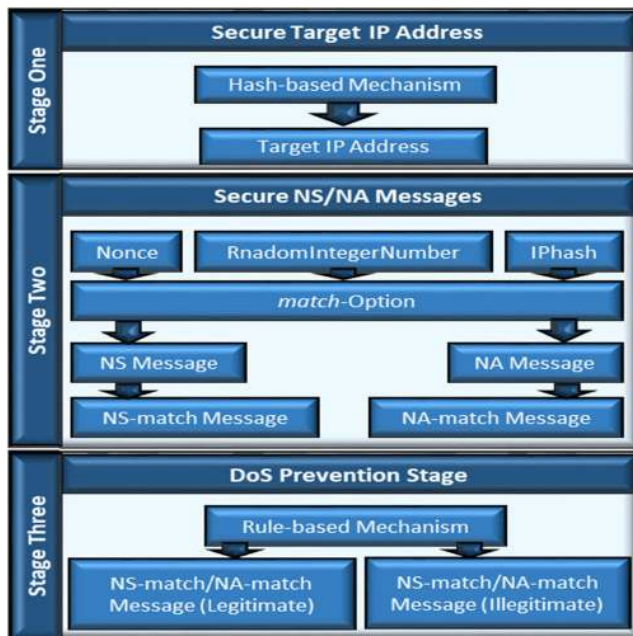 Stage One
Secure Target IP Address
Hash-based Mechanism
Target IP Address
Stage Two
Secure NS/NA Messages
Nonce
RnadomIntegerNumber
IPhash
match-Option
NS Message
NA Message
NS-match Message
NA-match Message
Stage Three
DoS Prevention Stage
Rule-based Mechanism
NS-match/NA-match
Message (Legitimate)
NS-match/NA-match
Message (Illegitimate)